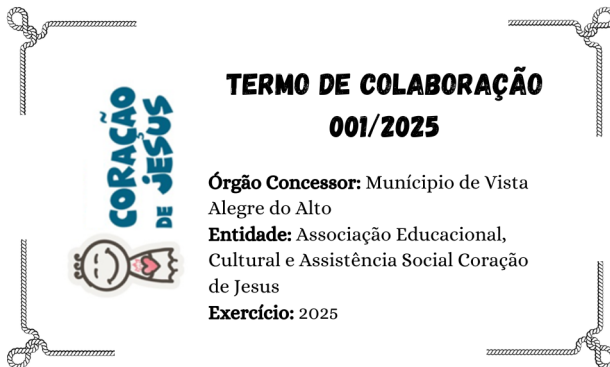 CORAÇÃO
DE JESUS
TERMO DE COLABORAÇÃO
001/2025
Órgão Concessor: Munícipio de Vista
Alegre do Alto
Entidade: Associação Educacional,
Cultural e Assistência Social Coração
de Jesus
Exercício: 2025